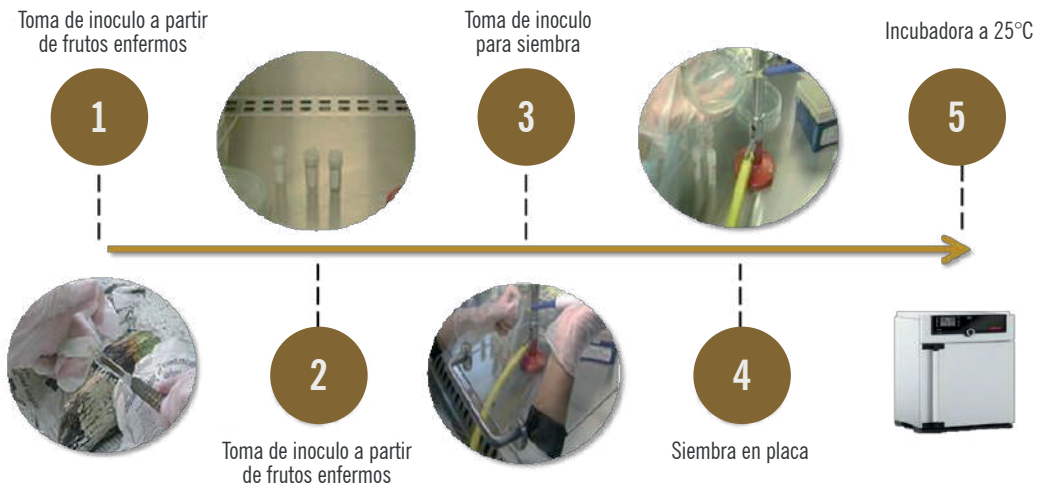 Toma de inoculo a partir
de frutos enfermos
1
2
Toma de inoculo a partir
de frutos enfermos
Toma de inoculo
para siembra
3
4
Siembra en placa
Incubadora a 25°C
5